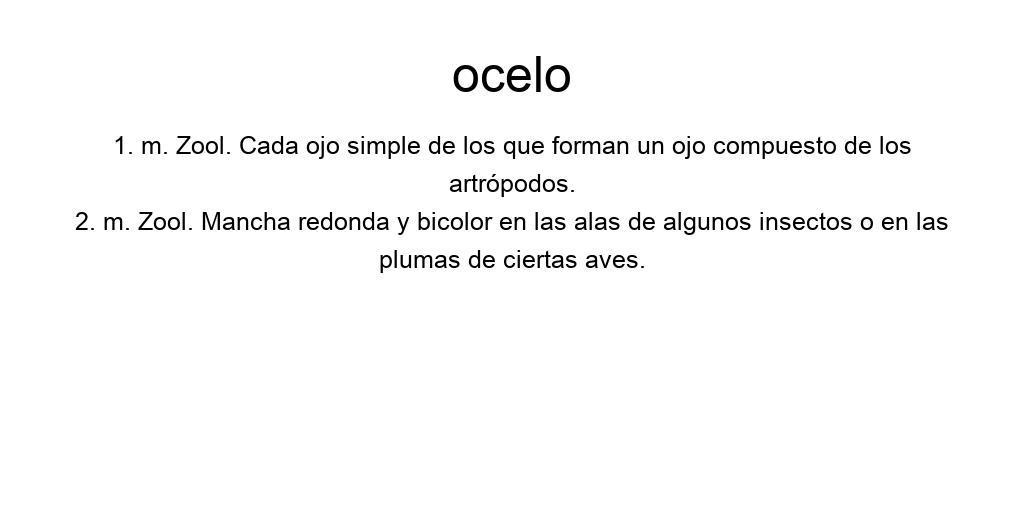 ocelo
1. m. Zool. Cada ojo simple de los que forman un ojo compuesto de los
artrópodos.
2. m. Zool. Mancha redonda y bicolor en las alas de algunos insectos o en las
plumas de ciertas aves.